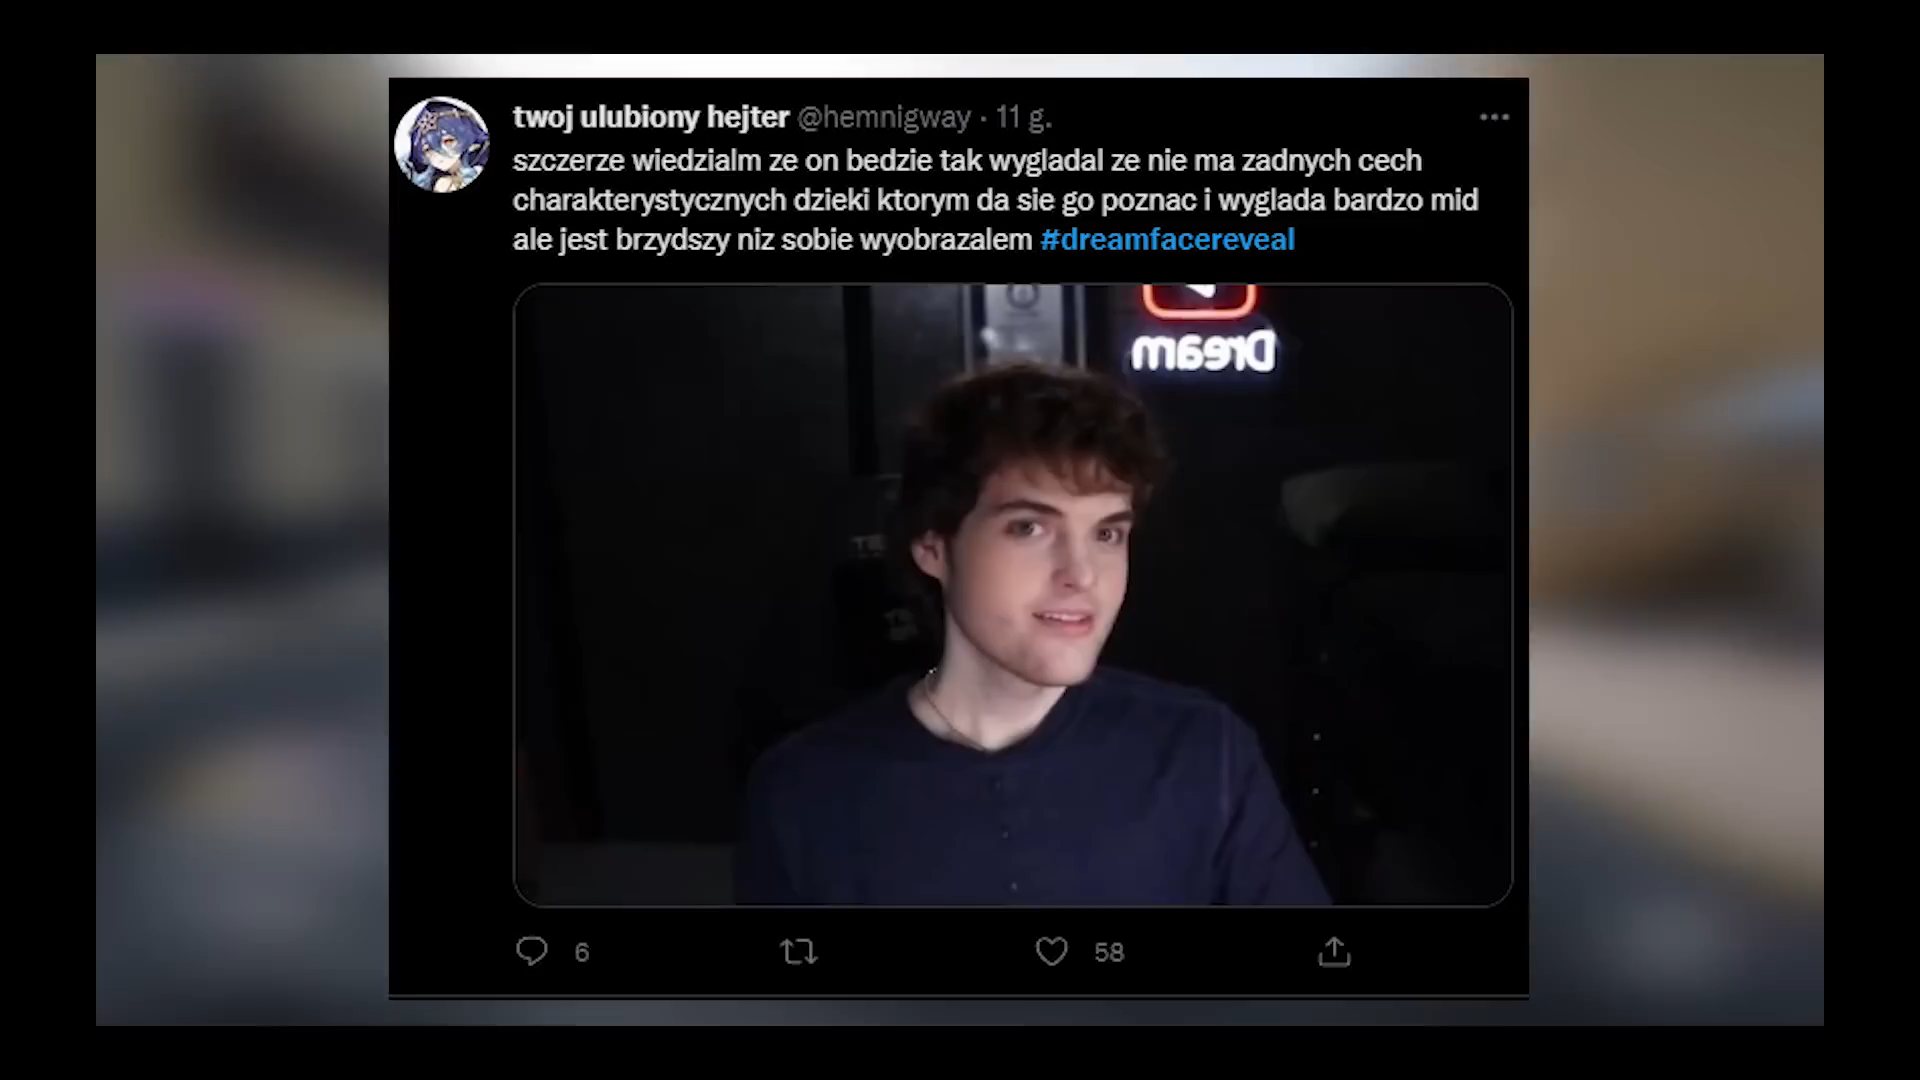 twoj ulubiony hejter @hemnigway · 11 g.
szczerze wiedzialm ze on bedzie tak wygladal ze nie ma zadnych cech
charakterystycznych dzieki ktorym da sie go poznac i wyglada bardzo mid
ale jest brzydszy niz sobie wyobrazalem #dreamfacereveal
Dream
6 58